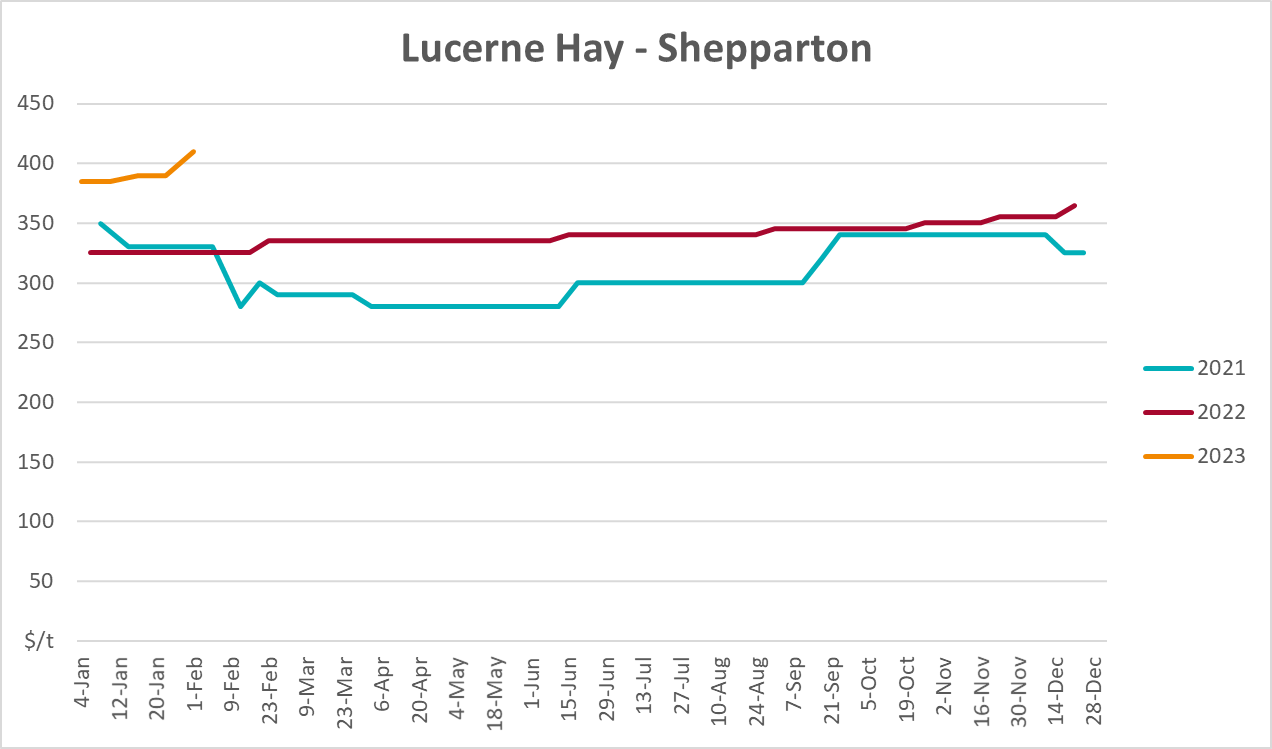 Lucerne Hay - Shepparton
450
400
350
300
250
200
150
100
50
$/t
4-Jan
12-Jan
20-Jan
1-Feb
9-Feb
23-Feb
9-Mar
23-Mar
6-Apr
20-Apr
4-May
18-May
1-Jun
15-Jun
29-Jun
13-Jul
27-Jul
10-Aug
24-Aug
7-Sep
21-Sep
5-Oct
19-Oct
2-Nov
16-Nov
30-Nov
14-Dec
28-Dec
2021
2022
2023